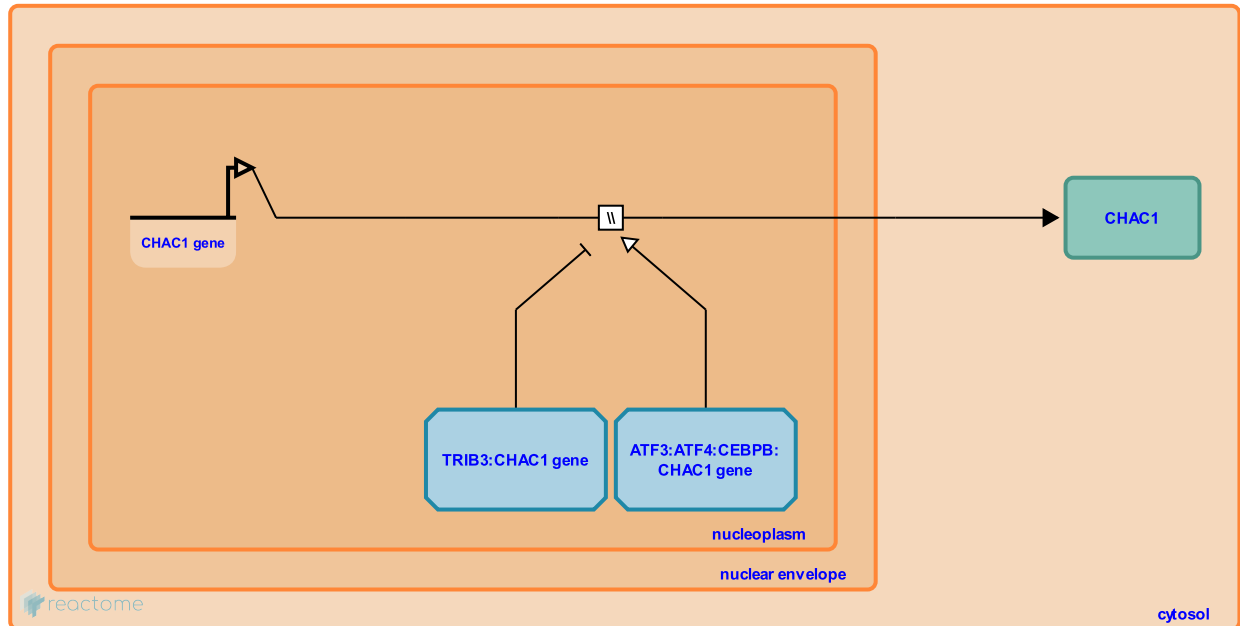 CHAC1 gene
\\
CHAC1
TRIB3:CHAC1 gene
ATF3:ATF4:CEBPB:
CHAC1 gene
nucleoplasm
nuclear envelope
reactome
cytosol